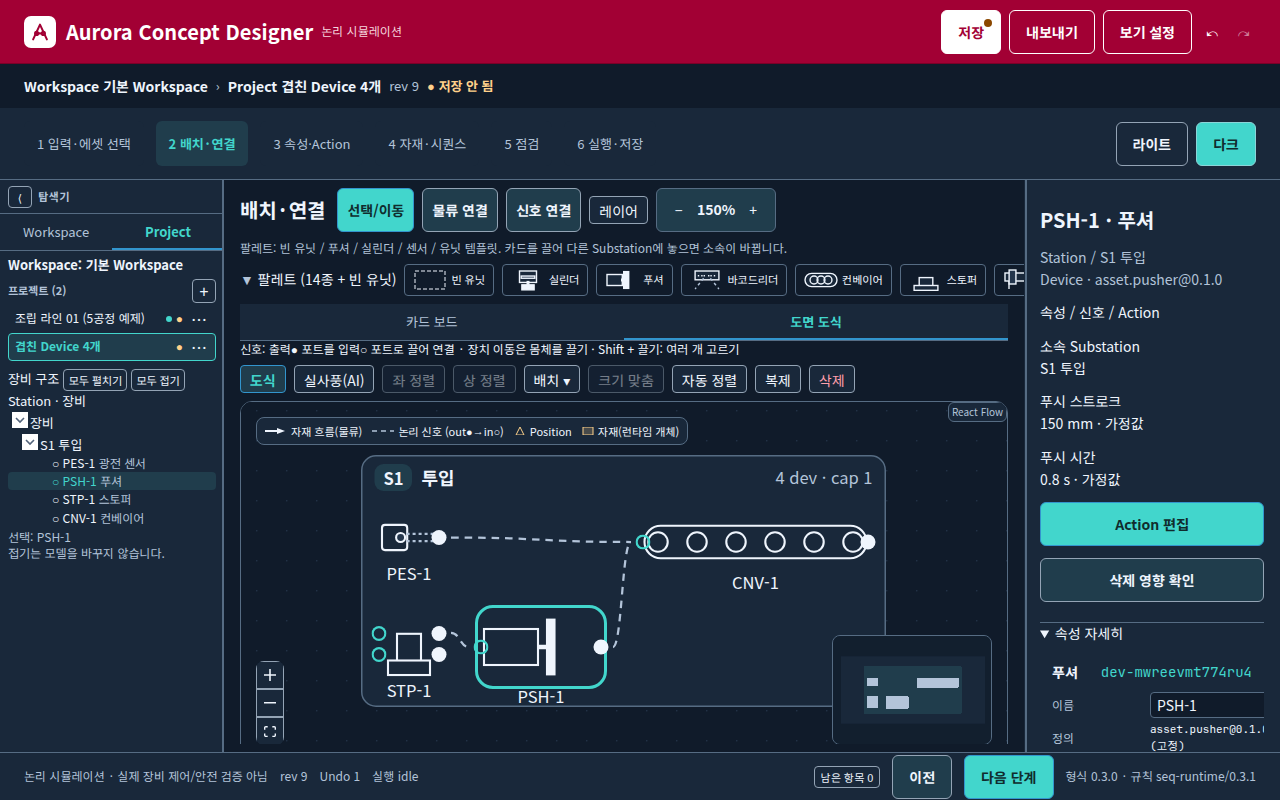 Aurora Concept Designer 논리 시뮬레이션
저장 내보내기 보기 설정
Workspace 기본 Workspace › Project 겹친 Device 4개 rev 9 ● 저장 안 됨
1 입력·에셋 선택 2 배치·연결 3 속성·Action 4 자재·시퀀스 5 점검 6 실행·저장
라이트 다크
탐색기
Workspace Project
Workspace: 기본 Workspace
프로젝트 (2) +
조립 라인 01 (5공정 예제) ● ● ...
겹친 Device 4개 ● ...
장비 구조 모두 펼치기 모두 접기
Station · 장비
장비
S1 투입
○ PES-1 광전 센서
○ PSH-1 푸셔
○ STP-1 스토퍼
○ CNV-1 컨베이어
선택: PSH-1
접기는 모델을 바꾸지 않습니다.
배치·연결 선택/이동 물류 연결 신호 연결 레이어 − 150% +
팔레트: 빈 유닛 / 푸셔 / 실린더 / 센서 / 유닛 템플릿. 카드를 끌어 다른 Substation에 놓으면 소속이 바뀝니다.
▼ 팔레트 (14종 + 빈 유닛) 빈 유닛 실린더 푸셔 바코드리더 컨베이어 스토퍼
카드 보드 도면 도식
신호: 출력● 포트를 입력○ 포트로 끌어 연결 · 장치 이동은 몸체를 끌기 · Shift + 끌기: 여러 개 고르기
도식 실사풍(AI) 좌 정렬 상 정렬 배치 ▾ 크기 맞춤 자동 정렬 복제 삭제
React Flow
자재 흐름(물류) 논리 신호 (out●→in○) △ Position 자재(런타임 개체)
S1 투입 4 dev · cap 1
PES-1
CNV-1
STP-1
PSH-1
PSH-1 · 푸셔
Station / S1 투입
Device · asset.pusher@0.1.0
속성 / 신호 / Action
소속 Substation
S1 투입
푸시 스트로크
150 mm · 가정값
푸시 시간
0.8 s · 가정값
Action 편집
삭제 영향 확인
▼ 속성 자세히
푸셔 dev-mwreevmt774ru4
이름 PSH-1
정의 asset.pusher@0.1.
(고정)
논리 시뮬레이션 · 실제 장비 제어/안전 검증 아님 rev 9 Undo 1 실행 idle
남은 항목 0 이전 다음 단계 형식 0.3.0 · 규칙 seq-runtime/0.3.1